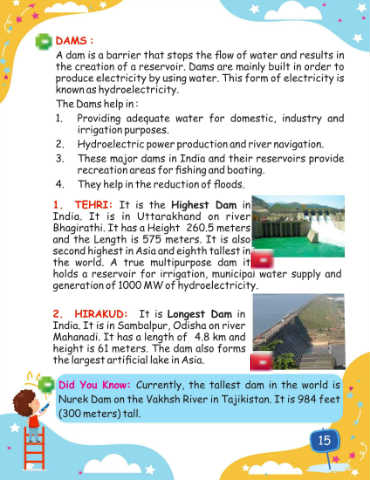 DAMS :
A dam is a barrier that stops the flow of water and results in
the creation of a reservoir. Dams are mainly built in order to
produce electricity by using water. This form of electricity is
known as hydroelectricity.
The Dams help in :
1. Providing adequate water for domestic, industry and
irrigation purposes.
2. Hydroelectric power production and river navigation.
3. These major dams in India and their reservoirs provide
recreation areas for fishing and boating.
4. They help in the reduction of floods.
1. TEHRI: It is the Highest Dam in
India. It is in Uttarakhand on river
Bhagirathi. It has a Height 260.5 meters
and the Length is 575 meters. It is also
second highest in Asia and eighth tallest in
the world. A true multipurpose dam it
holds a reservoir for irrigation, municipal water supply and
generation of 1000 MW of hydroelectricity.
2. HIRAKUD: It is Longest Dam in
India. It is in Sambalpur, Odisha on river
Mahanadi. It has a length of 4.8 km and
height is 61 meters. The dam also forms
the largest artificial lake in Asia.
Did You Know: Currently, the tallest dam in the world is
Nurek Dam on the Vakhsh River in Tajikistan. It is 984 feet
(300 meters) tall.
15